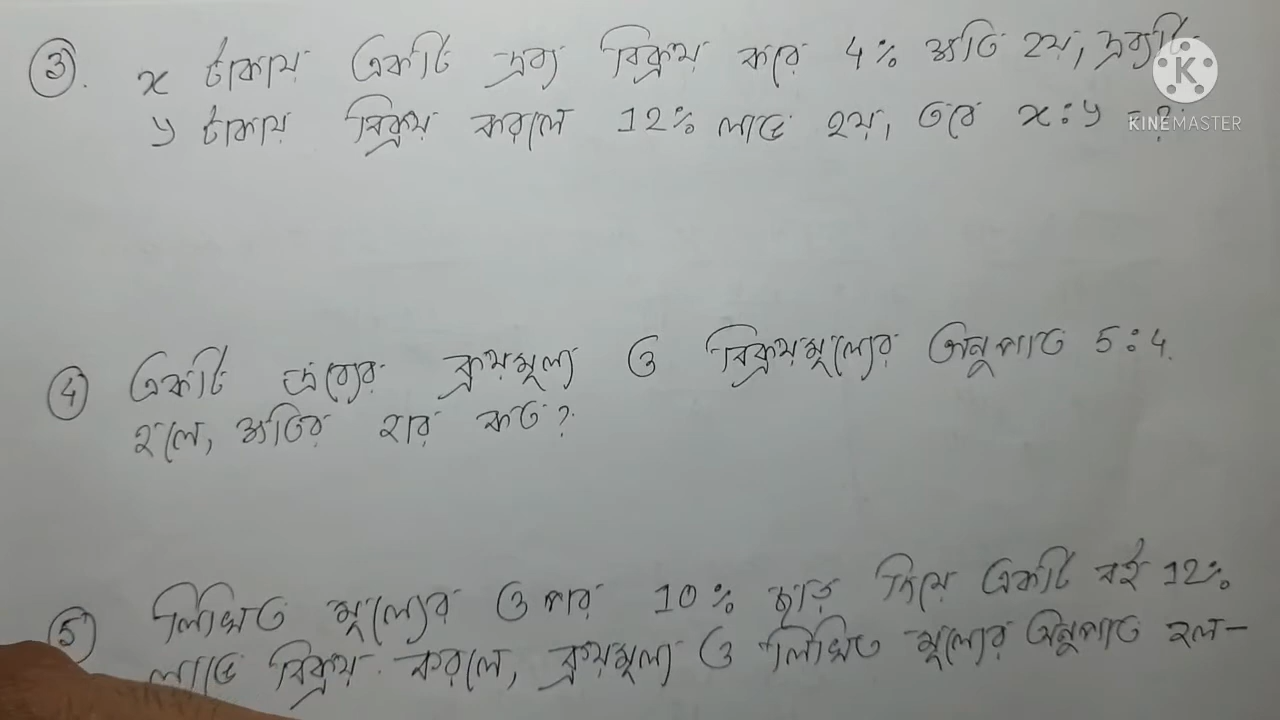 ③. x টাকায় একটি দ্রব্য বিক্রয় করে 4% ক্ষতি হয়, দ্রব্যটি
y টাকায় বিক্রয় করলে 12% লাভ হয়, তবে x:y = ?
KINEMASTER
④ একটি দ্রব্যের ক্রয়মূল্য ও বিক্রয়মূল্যের অনুপাত 5:4.
হলে, ক্ষতির হার কত?
⑤ লিখিত মূল্যের ওপর 10% ছাড় দিয়ে একটি বই 12%
লাভে বিক্রয় করলে, ক্রয়মূল্য ও লিখিত মূল্যের অনুপাত হল—